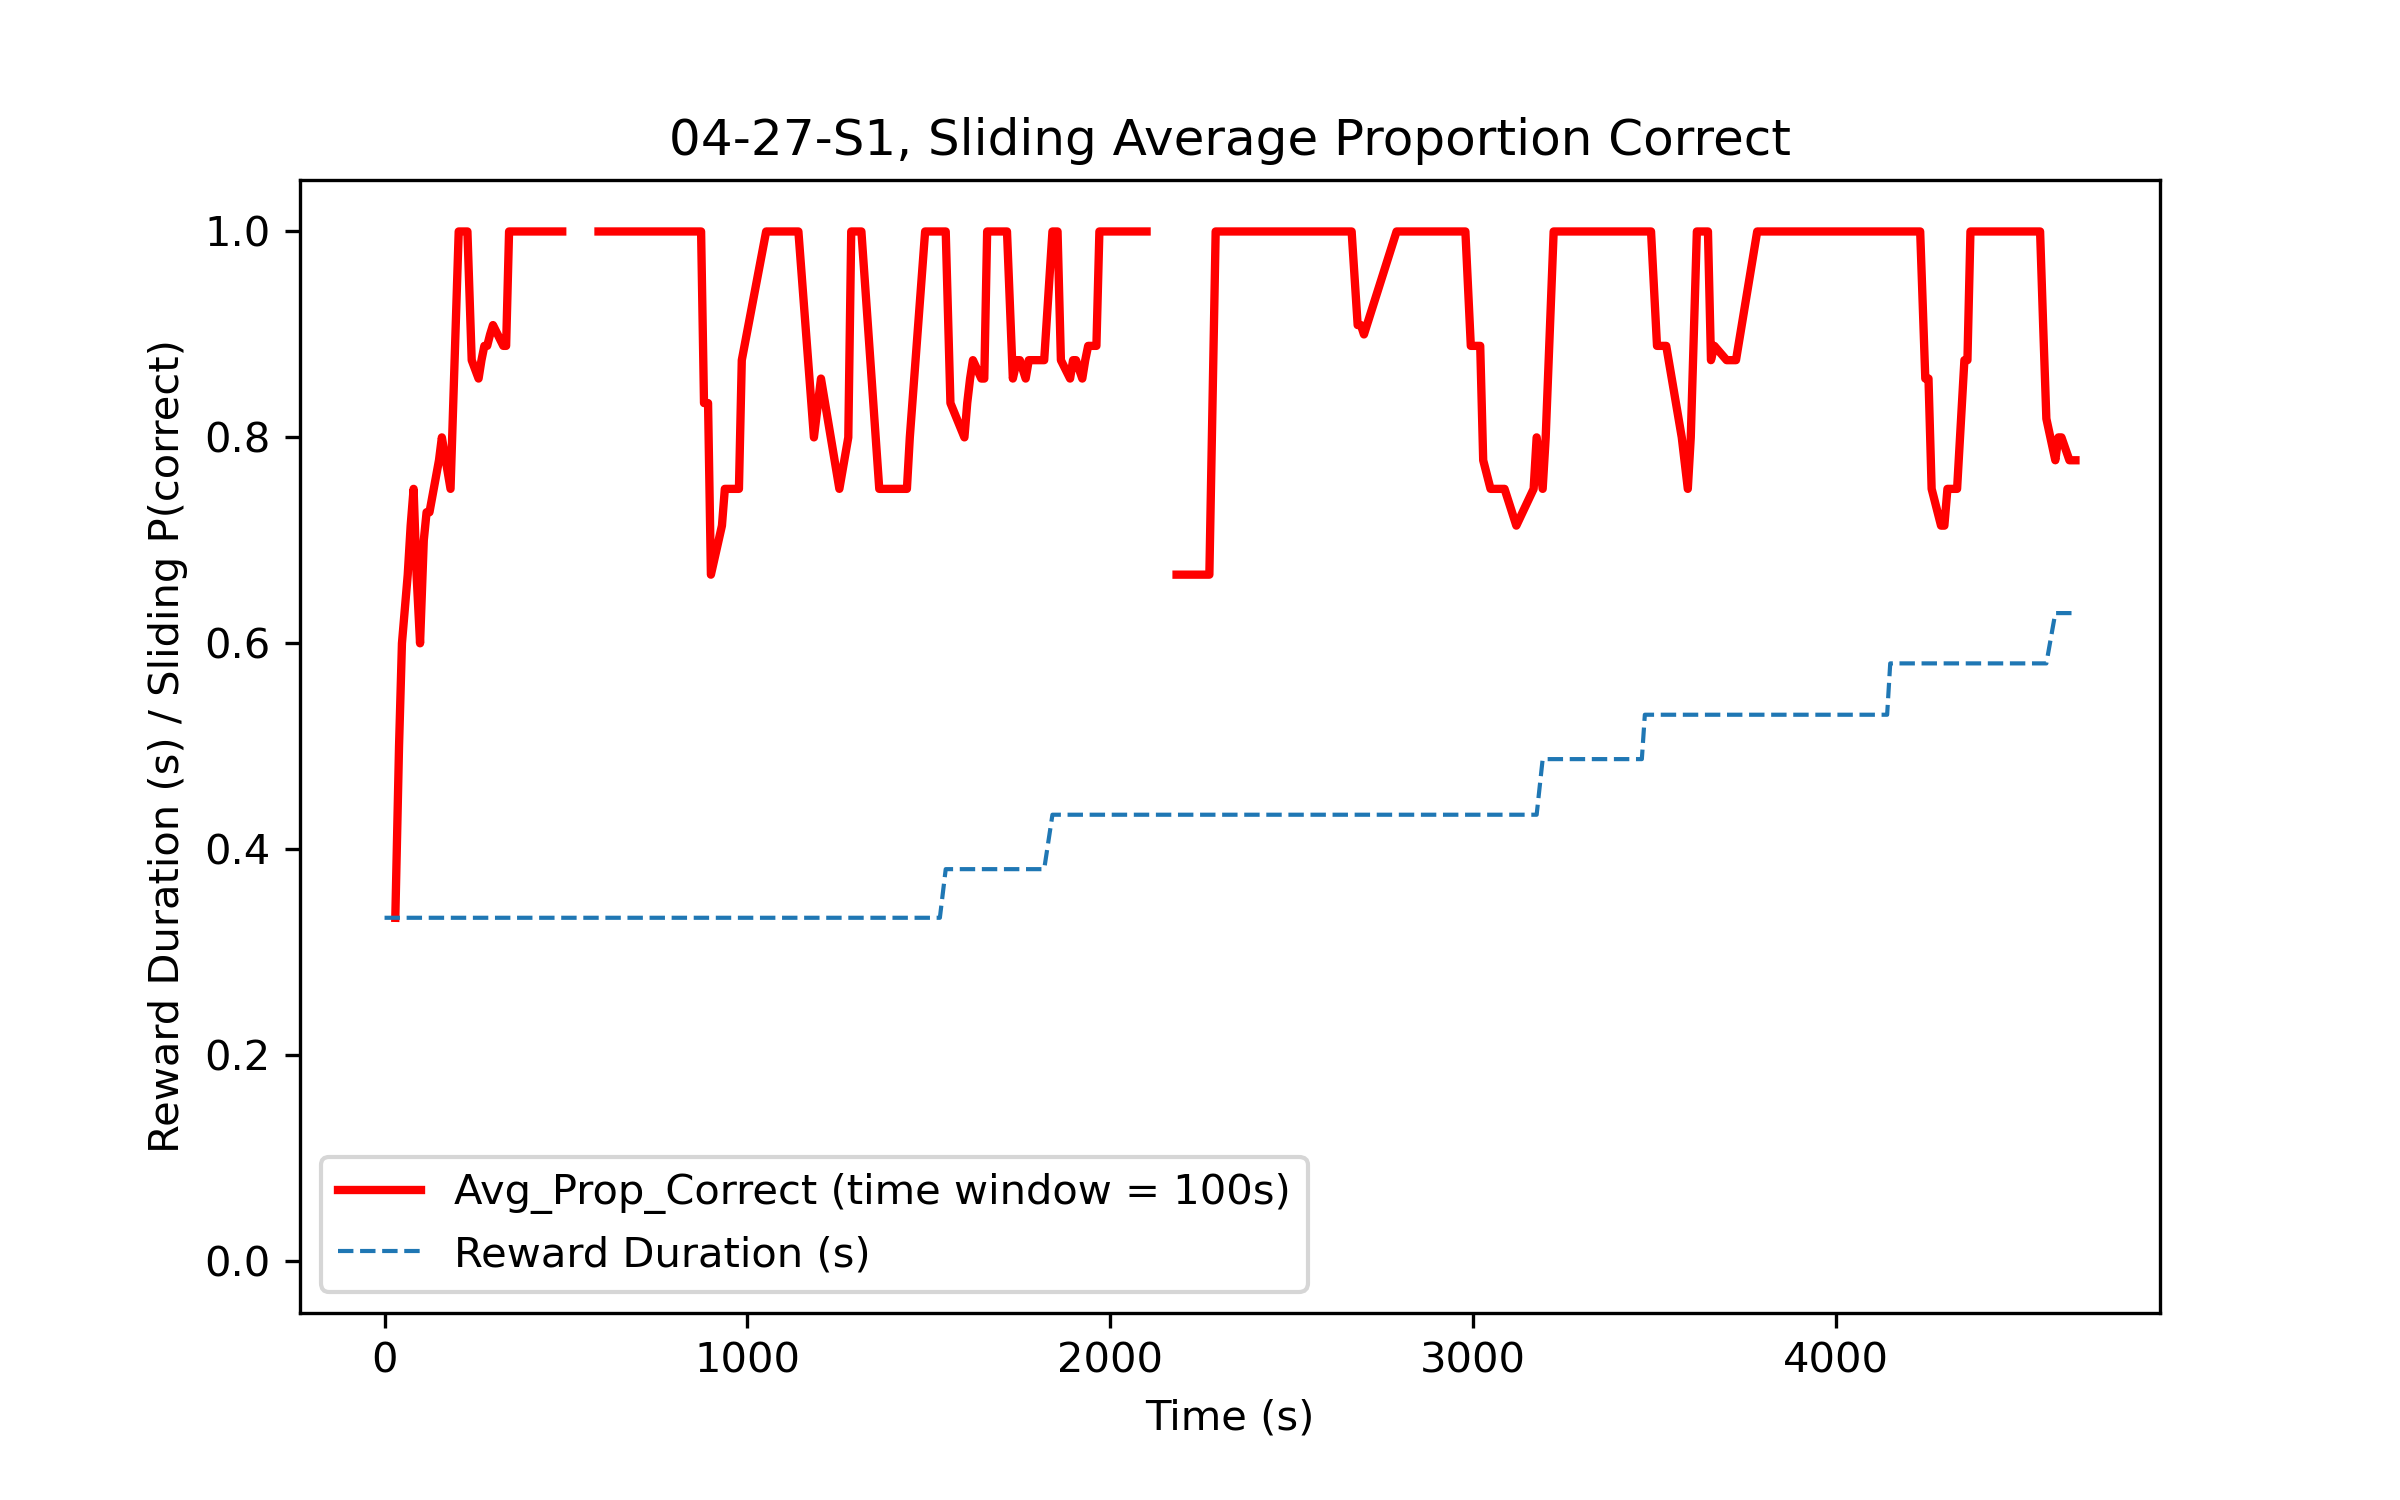 04-27-S1, Sliding Average Proportion Correct
Reward Duration (s) / Sliding P(correct)
1.0
0.8
0.6
0.4
0.2
0.0
Avg_Prop_Correct (time window = 100s)
Reward Duration (s)
0 1000 2000 3000 4000
Time (s)